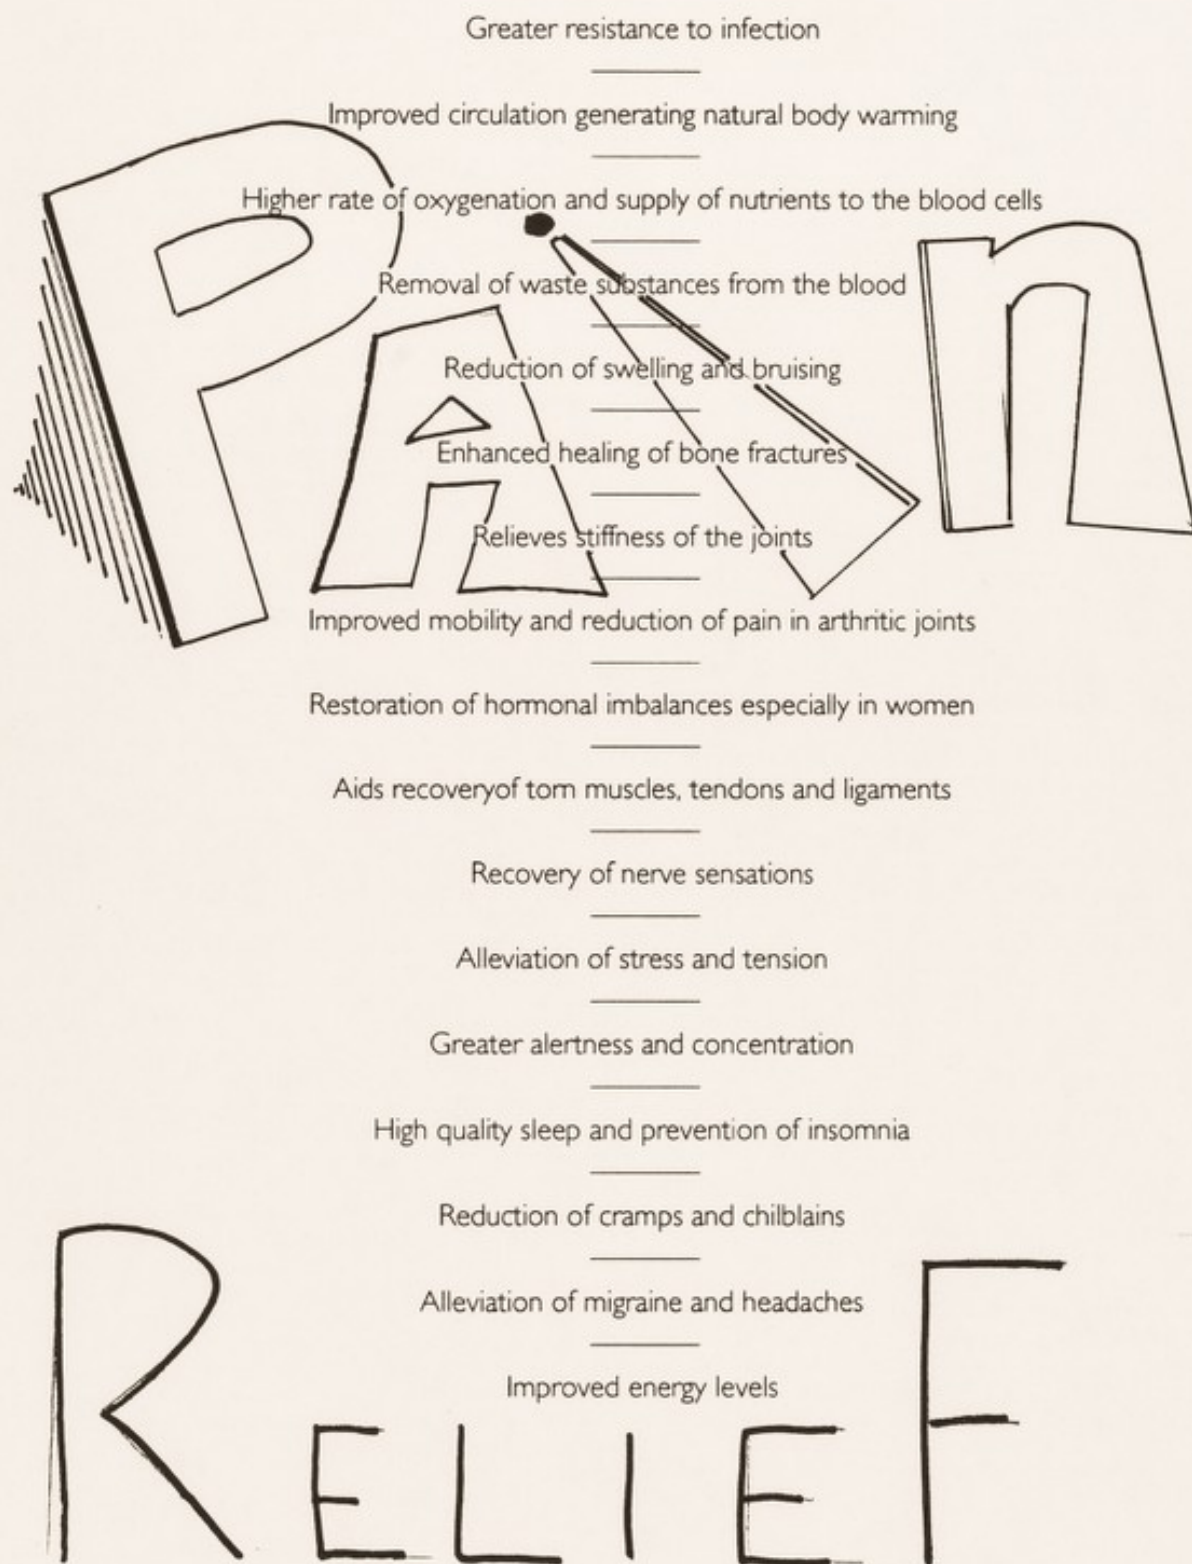 Greater resistance to infection
Improved circulation generating natural body warming
Higher rate of oxygenation and supply of nutrients to the blood cells
Removal of waste substances from the blood
Reduction of swelling and bruising
Enhanced healing of bone fractures
Relieves stiffness of the joints
Improved mobility and reduction of pain in arthritic joints
Restoration of hormonal imbalances especially in women
Aids recoveryof torn muscles, tendons and ligaments
Recovery of nerve sensations
Alleviation of stress and tension
Greater alertness and concentration
High quality sleep and prevention of insomnia
Reduction of cramps and chilblains
Alleviation of migraine and headaches
Improved energy levels
PAin
RELIEF